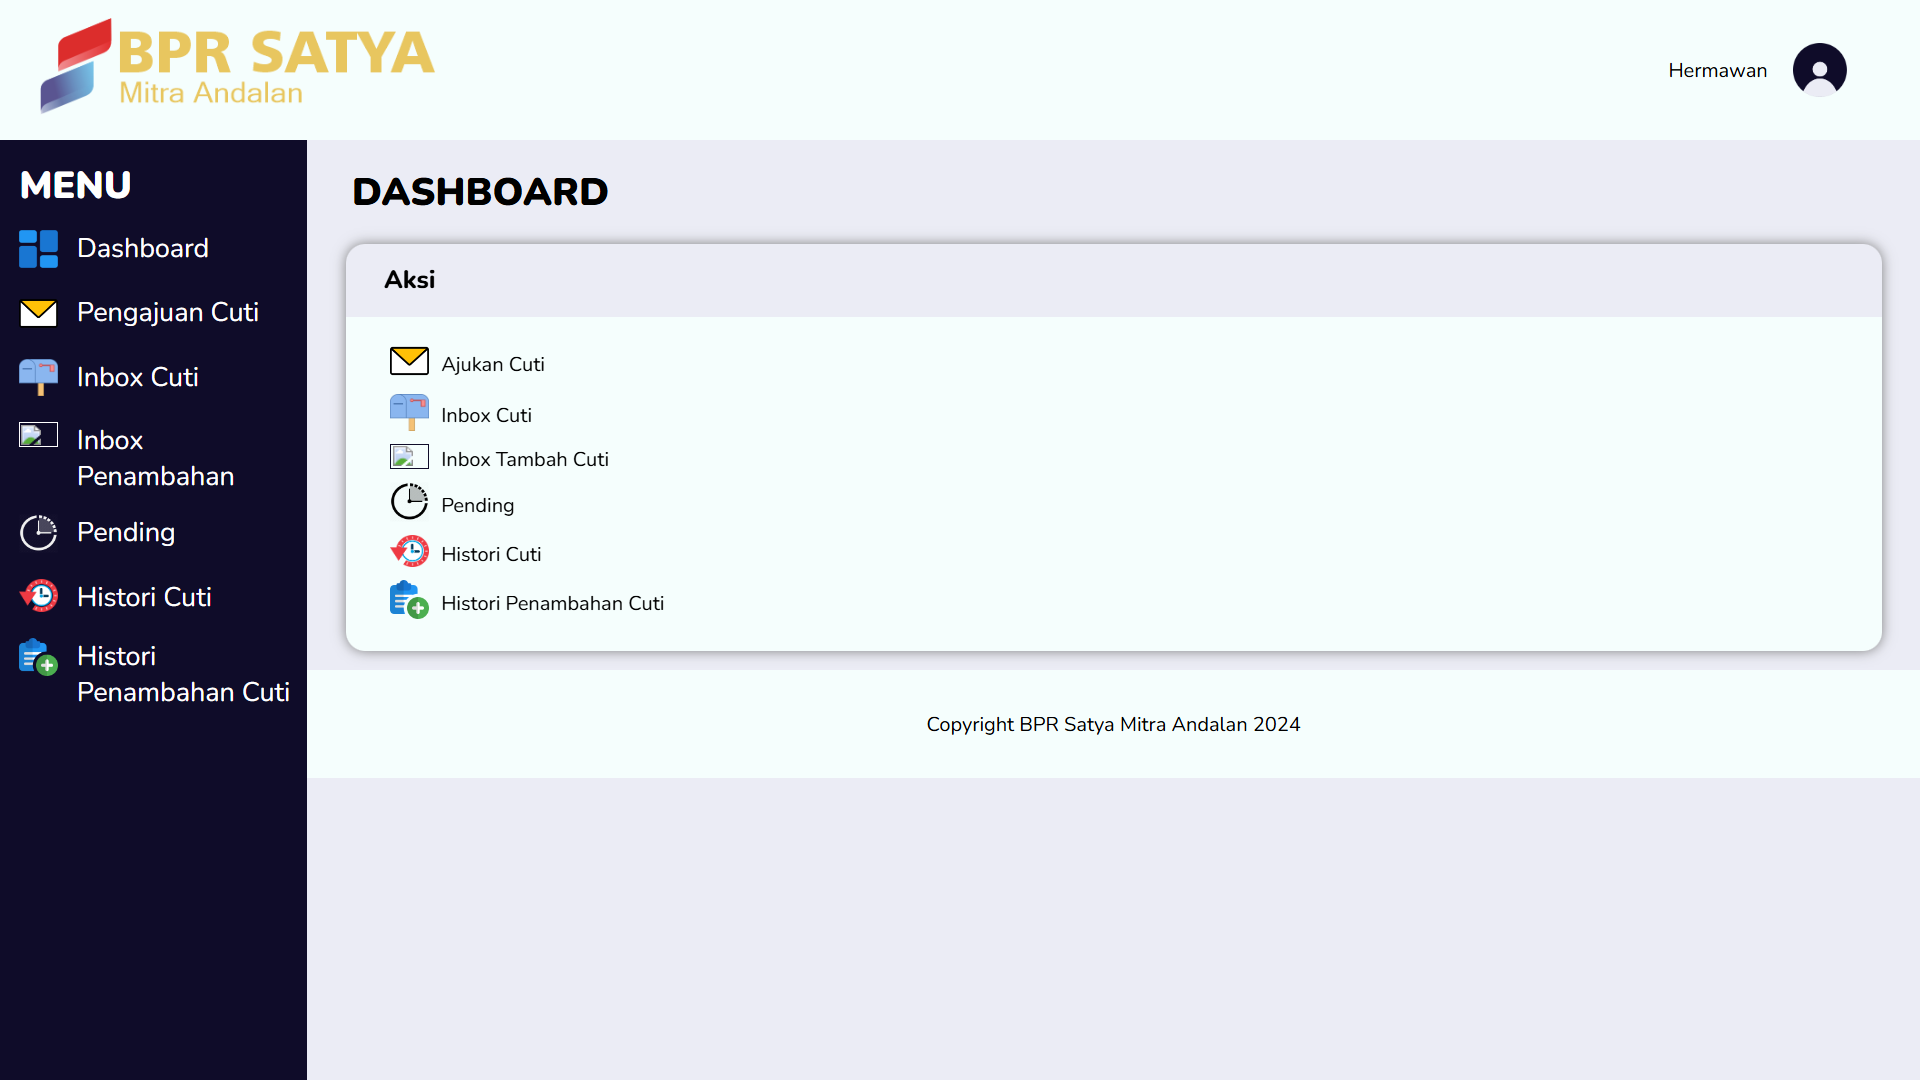 BPR SATYA
Mitra Andalan
Hermawan
MENU
Dashboard
Pengajuan Cuti
Inbox Cuti
Inbox
Penambahan
Pending
Histori Cuti
Histori
Penambahan Cuti
DASHBOARD
Aksi
Ajukan Cuti
Inbox Cuti
Inbox Tambah Cuti
Pending
Histori Cuti
Histori Penambahan Cuti
Copyright BPR Satya Mitra Andalan 2024